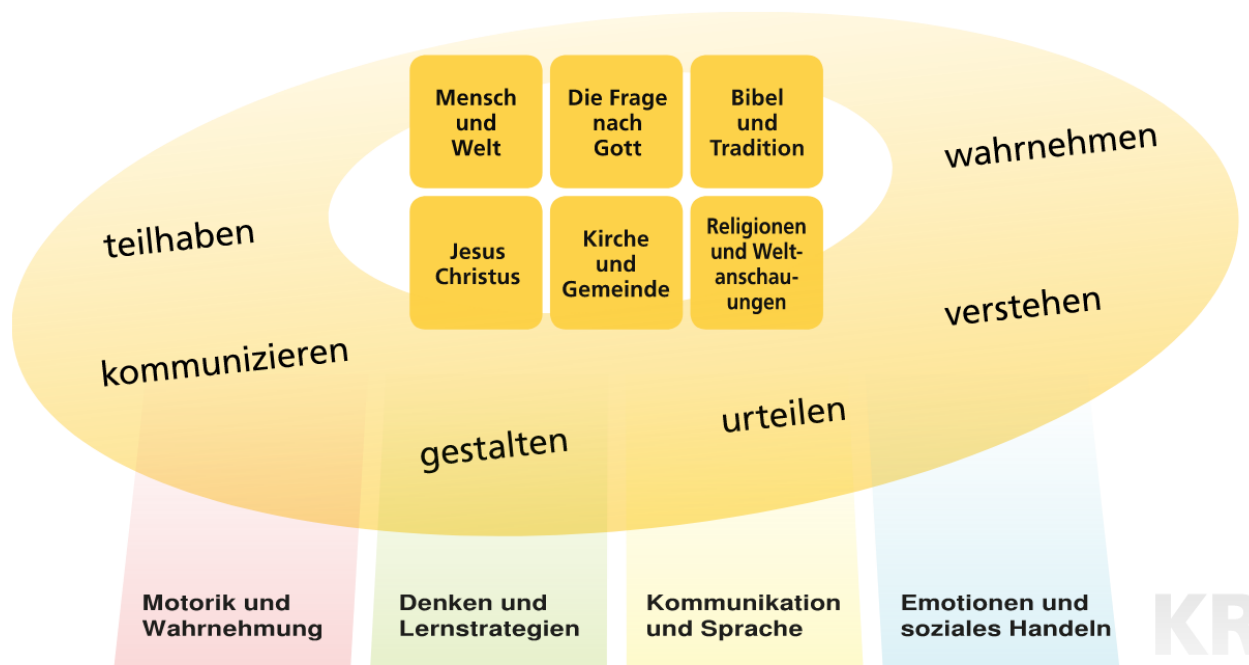 Mensch
und
Welt
Die Frage
nach
Gott
Bibel
und
Tradition
Jesus
Christus
Kirche
und
Gemeinde
Religionen
und Welt-
anschau-
ungen
wahrnehmen
verstehen
urteilen
gestalten
kommunizieren
teilhaben
Motorik und
Wahrnehmung
Denken und
Lernstrategien
Kommunikation
und Sprache
Emotionen und
soziales Handeln
KR